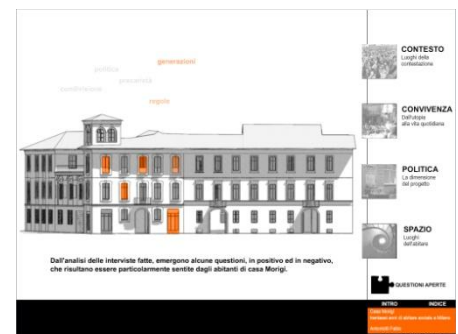 generazioni
politica
precarietà
condivisione
regole
CONTESTO
Luoghi della
contestazione
CONVIVENZA
Dall'utopia
alla vita quotidiana
POLITICA
La dimensione
del progetto
SPAZIO
Luoghi
dell'abitare
Dall'analisi delle interviste fatte, emergono alcune questioni, in positivo ed in negativo,
che risultano essere particolarmente sentite dagli abitanti di casa Morigi.
QUESTIONI APERTE
INTRO INDICE
Casa Morigi